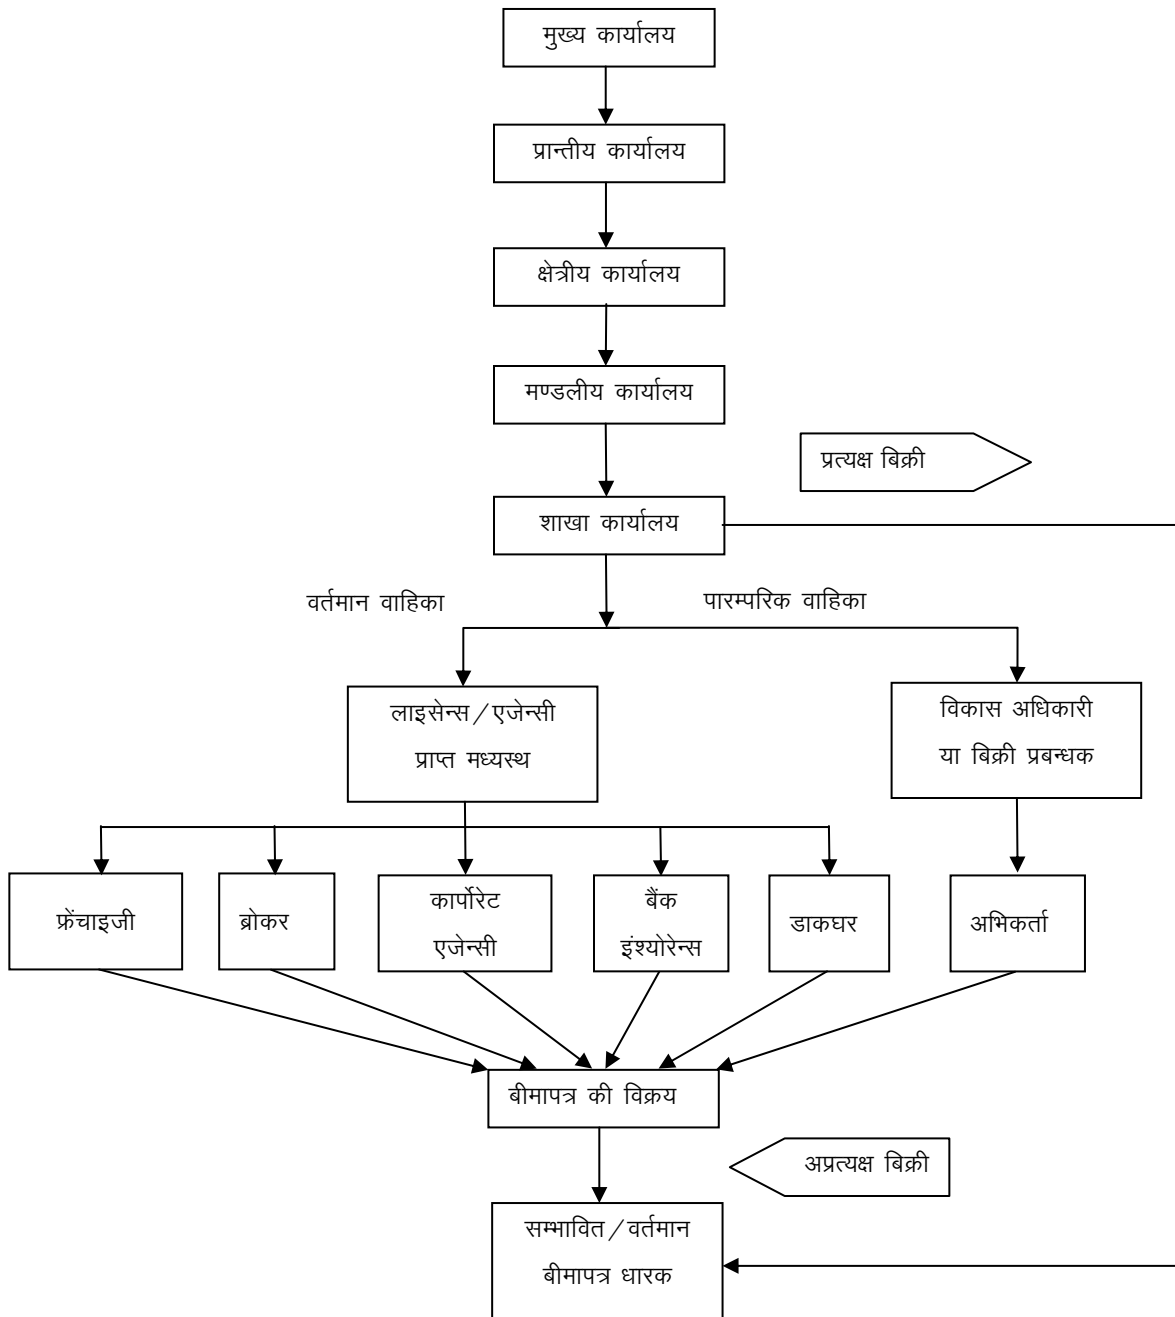 मुख्य कार्यालय
प्रान्तीय कार्यालय
क्षेत्रीय कार्यालय
मण्डलीय कार्यालय
प्रत्यक्ष बिक्री
शाखा कार्यालय
वर्तमान वाहिका
पारम्परिक वाहिका
लाइसेन्स/एजेन्सी
प्राप्त मध्यस्थ
विकास अधिकारी
या बिक्री प्रबन्धक
फ्रेंचाइजी
ब्रोकर
कार्पोरेट
एजेन्सी
बैंक
इंश्योरेन्स
डाकघर
अभिकर्ता
बीमापत्र की विक्रय
अप्रत्यक्ष बिक्री
सम्भावित/वर्तमान
बीमापत्र धारक